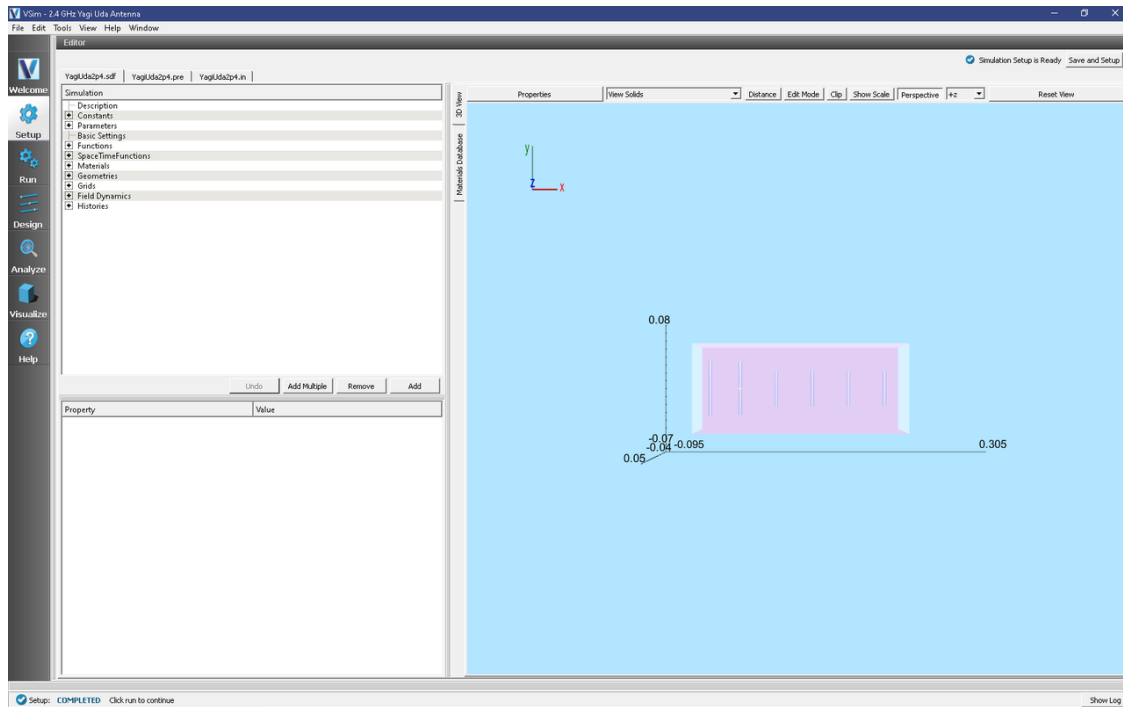 VSim - 2.4 GHz Yagi Uda Antenna
File Edit Tools View Help Window
Editor
Simulation Setup is Ready Save and Setup
Welcome
Setup
Run
Design
Analyze
Visualize
Help
YagiUda2p4.sdf YagiUda2p4.pre YagiUda2p4.in
Simulation
Description
Constants
Parameters
Basic Settings
Functions
SpaceTimeFunctions
Materials
Geometries
Grids
Field Dynamics
Histories
Undo Add Multiple Remove Add
Property Value
3D View
Materials Database
Properties View Solids Distance Edit Mode Clip Show Scale Perspective +z Reset View
y
z x
0.08
-0.07
-0.04 -0.095 0.305
0.05
Setup: COMPLETED Click run to continue Show Log